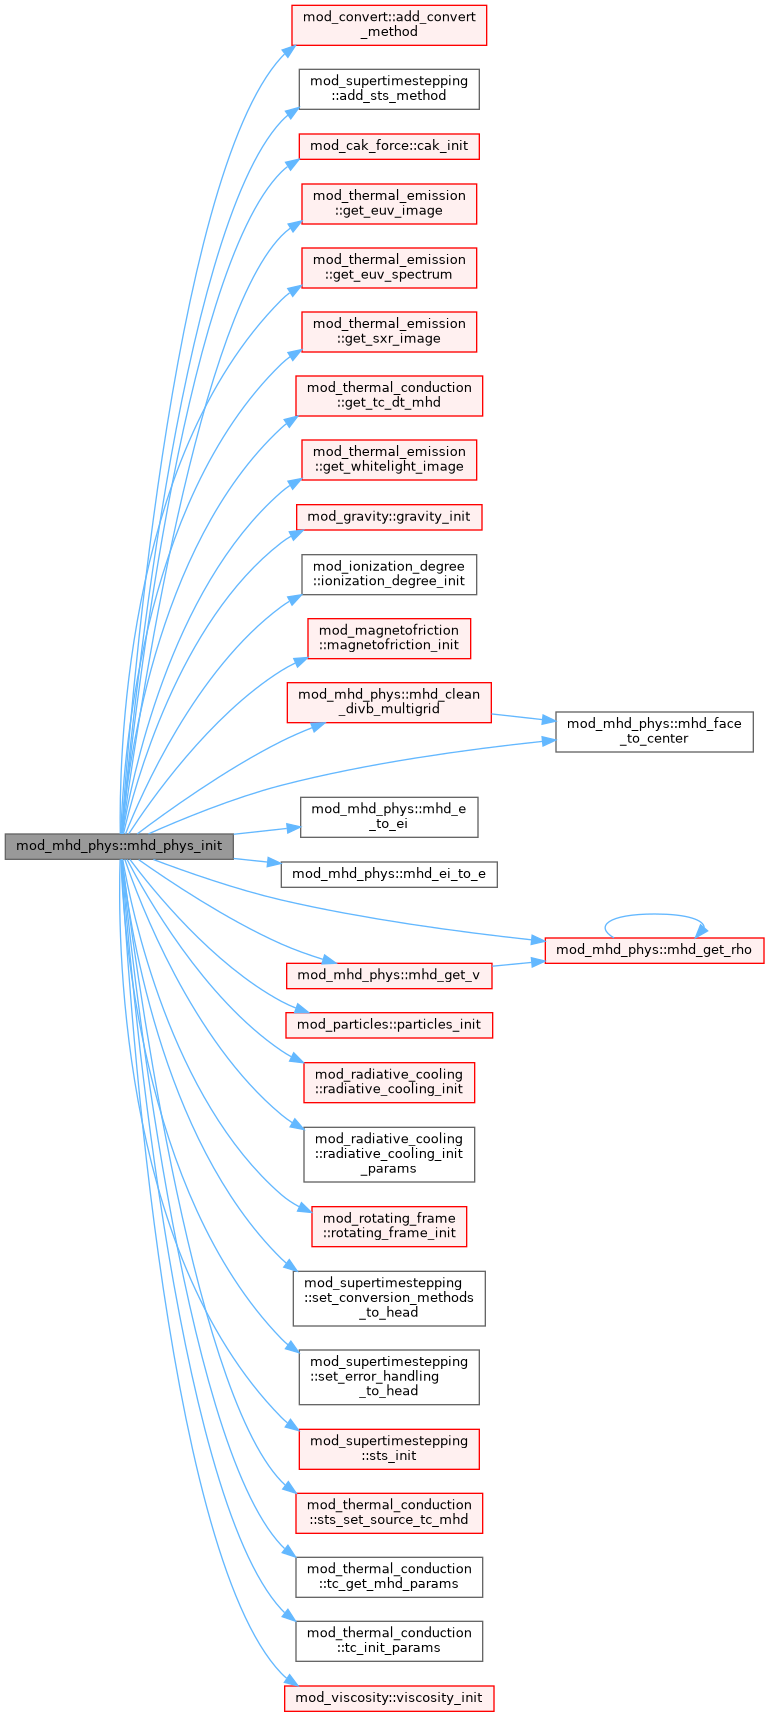 mod_convert::add_convert
_method
mod_supertimestepping
::add_sts_method
mod_cak_force::cak_init
mod_thermal_emission
::get_euv_image
mod_thermal_emission
::get_euv_spectrum
mod_thermal_emission
::get_sxr_image
mod_thermal_conduction
::get_tc_dt_mhd
mod_thermal_emission
::get_whitelight_image
mod_gravity::gravity_init
mod_ionization_degree
::ionization_degree_init
mod_magnetofriction
::magnetofriction_init
mod_mhd_phys::mhd_clean
_divb_multigrid
mod_mhd_phys::mhd_face
_to_center
mod_mhd_phys::mhd_e
_to_ei
mod_mhd_phys::mhd_phys_init
mod_mhd_phys::mhd_ei_to_e
mod_mhd_phys::mhd_get_rho
mod_mhd_phys::mhd_get_v
mod_particles::particles_init
mod_radiative_cooling
::radiative_cooling_init
mod_radiative_cooling
::radiative_cooling_init
_params
mod_rotating_frame
::rotating_frame_init
mod_supertimestepping
::set_conversion_methods
_to_head
mod_supertimestepping
::set_error_handling
_to_head
mod_supertimestepping
::sts_init
mod_thermal_conduction
::sts_set_source_tc_mhd
mod_thermal_conduction
::tc_get_mhd_params
mod_thermal_conduction
::tc_init_params
mod_viscosity::viscosity_init